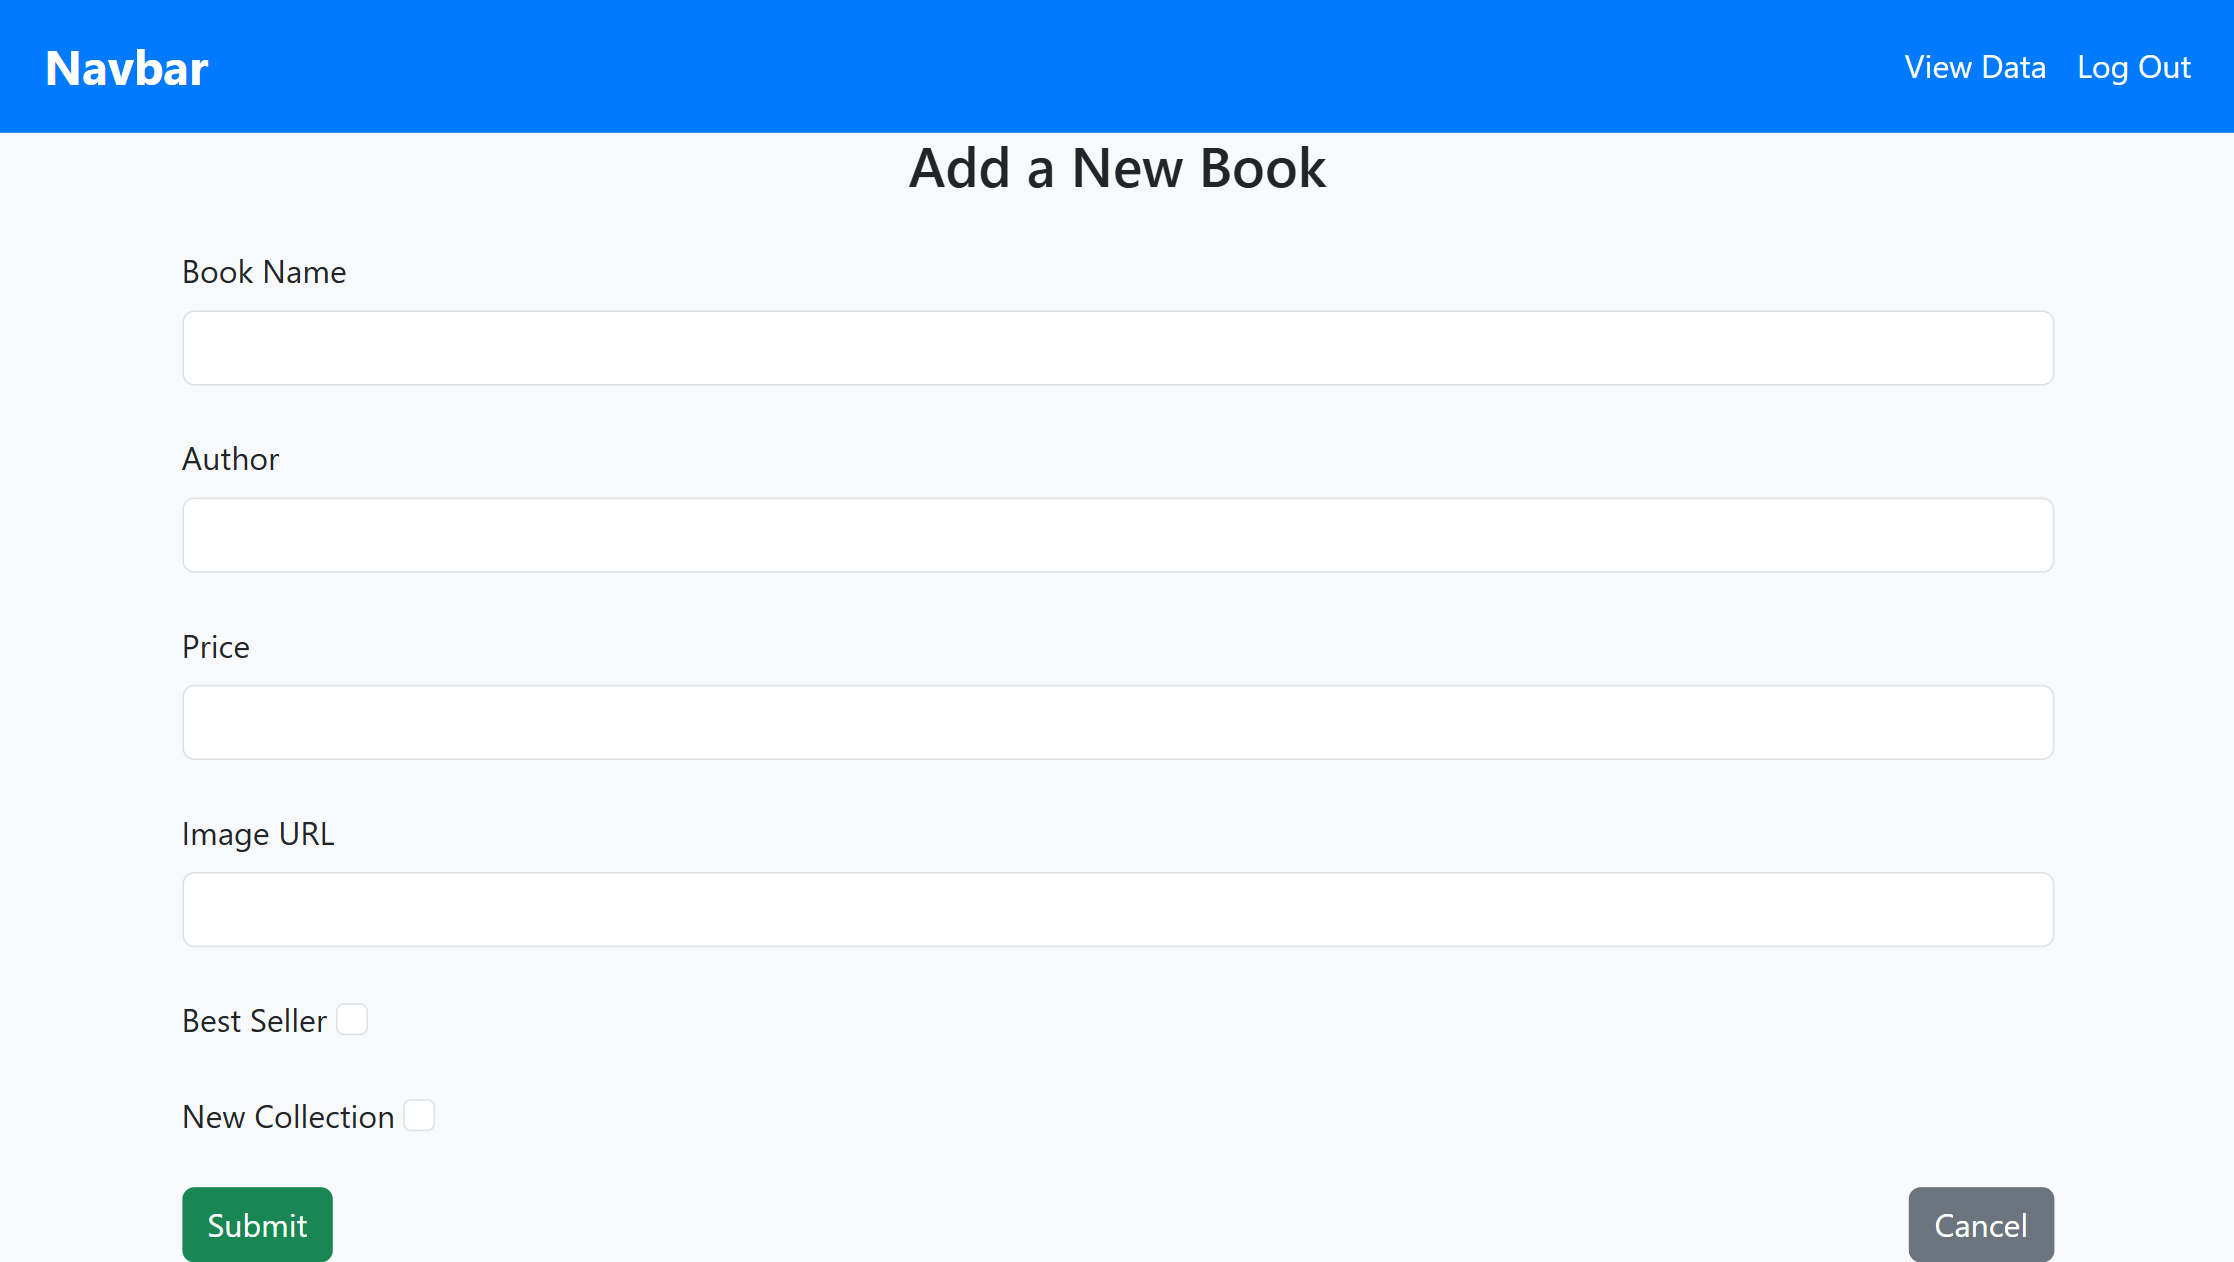 Navbar
View Data Log Out
Add a New Book
Book Name
Author
Price
Image URL
Best Seller
New Collection
Submit
Cancel